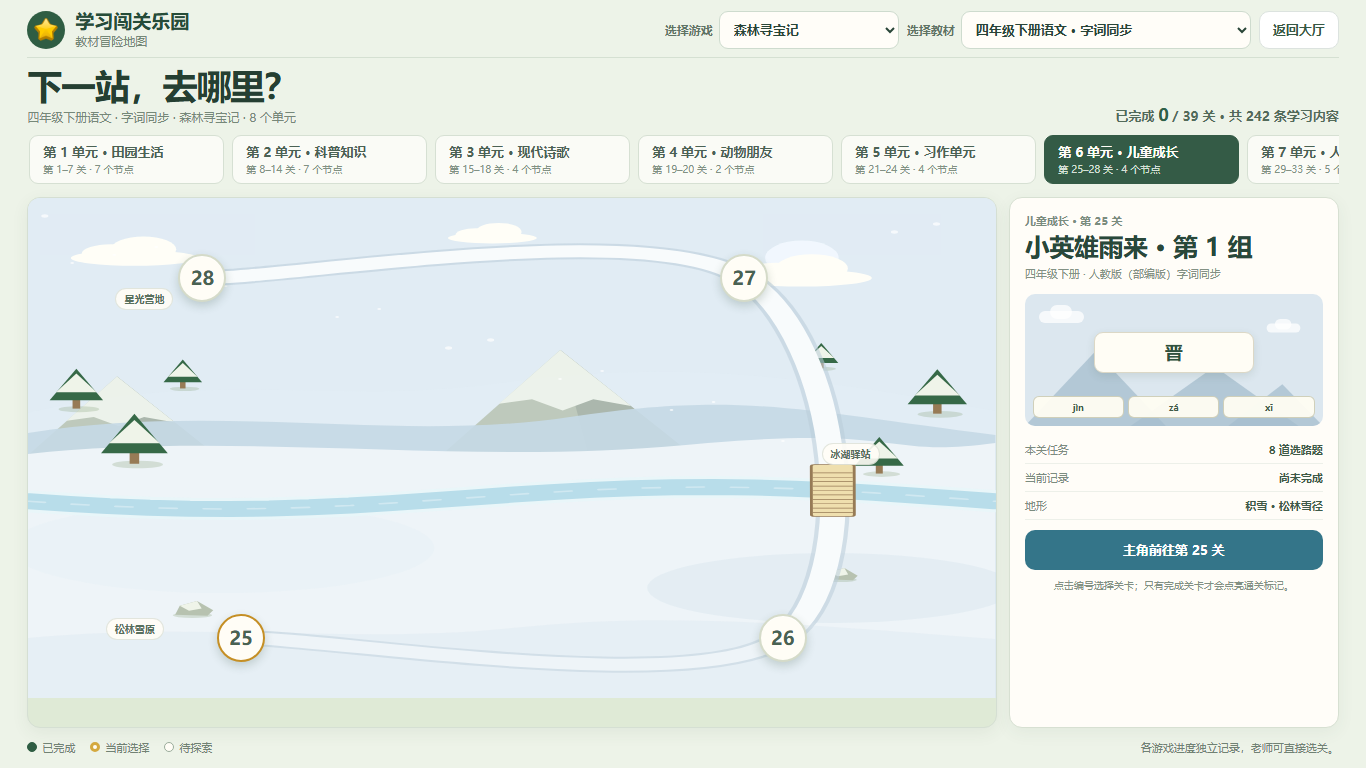 学习闯关乐园
教材冒险地图
选择游戏 森林寻宝记 选择教材 四年级下册语文 • 字词同步 返回大厅
下一站，去哪里？
四年级下册语文 · 字词同步 · 森林寻宝记 · 8 个单元
已完成 0 / 39 关 • 共 242 条学习内容
第 1 单元 • 田园生活
第 1–7 关 · 7 个节点
第 2 单元 • 科普知识
第 8–14 关 · 7 个节点
第 3 单元 • 现代诗歌
第 15–18 关 · 4 个节点
第 4 单元 • 动物朋友
第 19–20 关 · 2 个节点
第 5 单元 • 习作单元
第 21–24 关 · 4 个节点
第 6 单元 • 儿童成长
第 25–28 关 · 4 个节点
第 7 单元 • 人
第 29–33 关 · 5 个
28
27
星光营地
冰湖驿站
松林雪原
25
26
儿童成长 • 第 25 关
小英雄雨来 • 第 1 组
四年级下册 · 人教版（部编版）字词同步
晋
jìn zá xī
本关任务 8 道选路题
当前记录 尚未完成
地形 积雪 • 松林雪径
主角前往第 25 关
点击编号选择关卡；只有完成关卡才会点亮通关标记。
已完成 当前选择 待探索
各游戏进度独立记录，老师可直接选关。